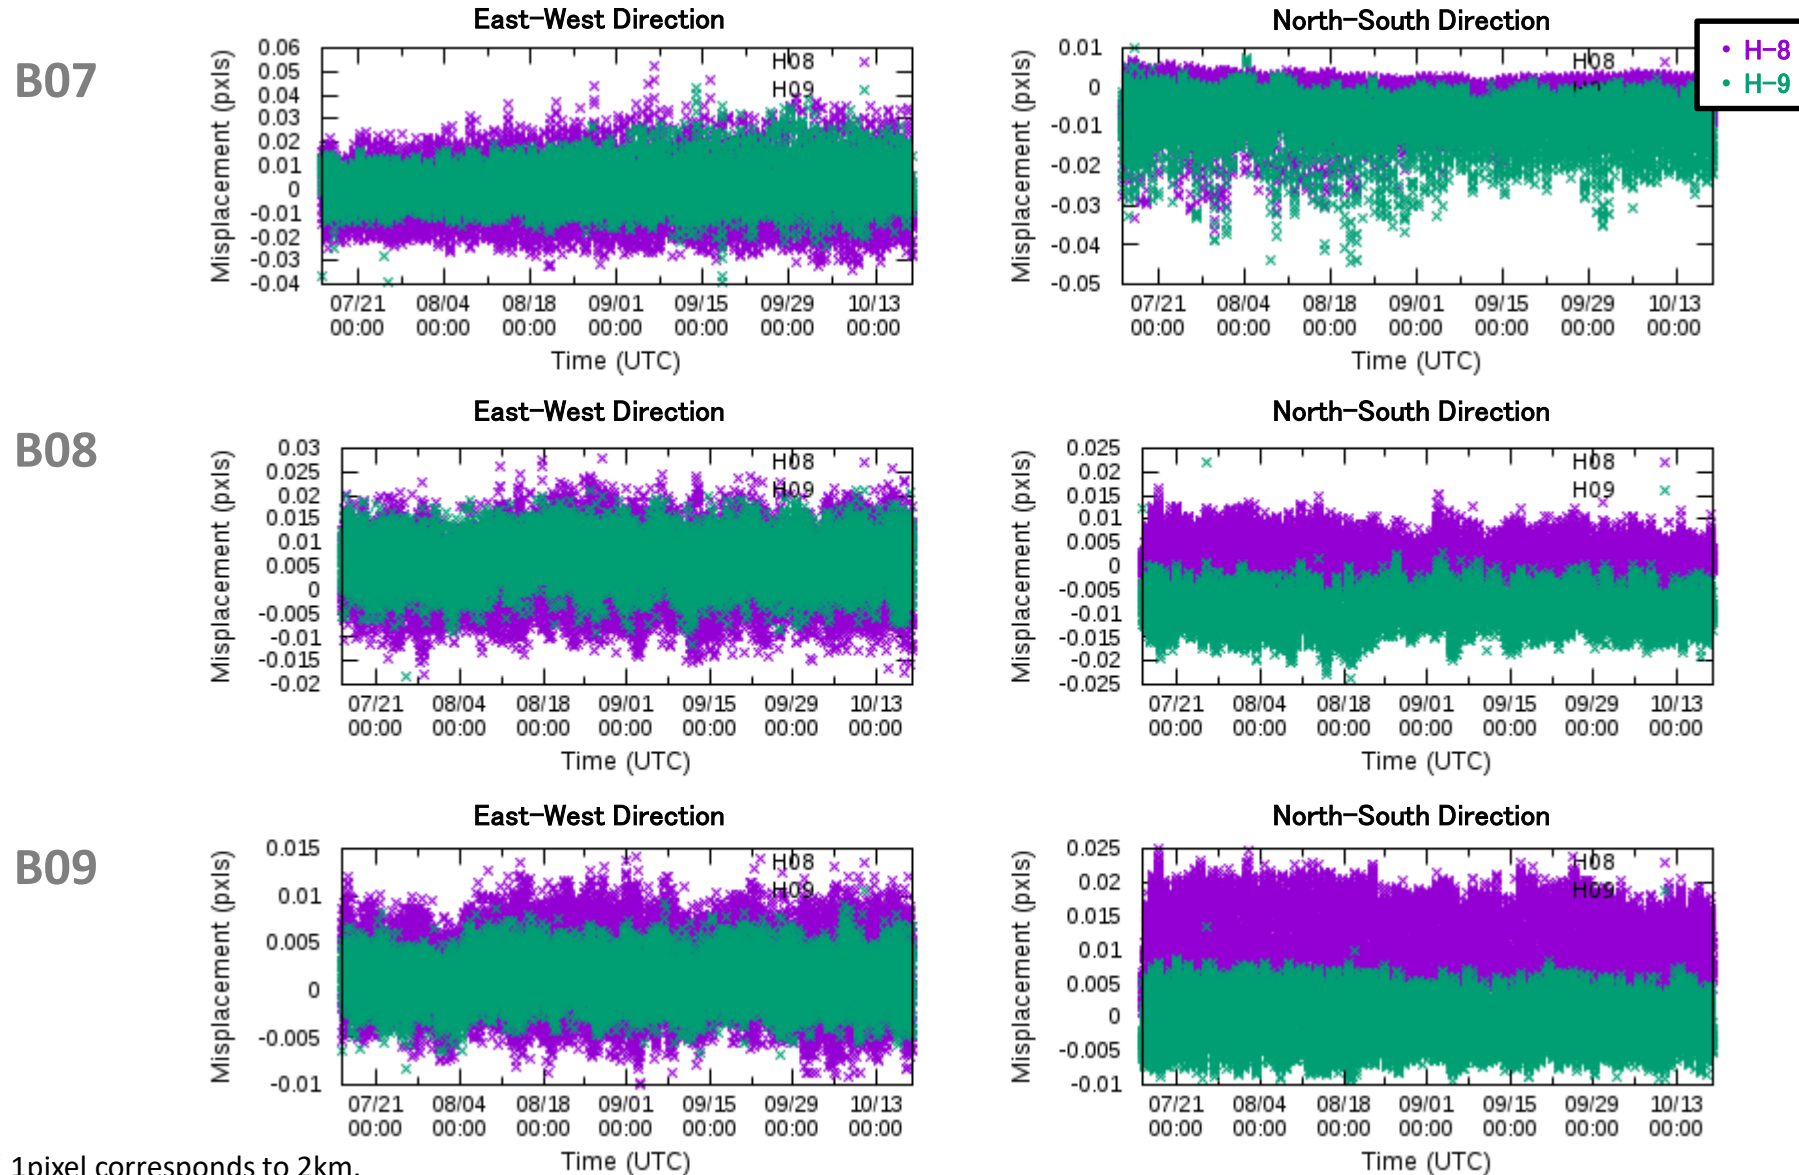 B07
East-West Direction
Misplacement (pxls)
0.06
0.05
0.04
0.03
0.02
0.01
0
-0.01
-0.02
-0.03
-0.04
H08
H09
07/21 08/04 08/18 09/01 09/15 09/29 10/13
00:00 00:00 00:00 00:00 00:00 00:00 00:00
Time (UTC)
North-South Direction
Misplacement (pxls)
0.01
0
-0.01
-0.02
-0.03
-0.04
-0.05
H08
07/21 08/04 08/18 09/01 09/15 09/29 10/13
00:00 00:00 00:00 00:00 00:00 00:00 00:00
Time (UTC)
H-8
H-9
B08
East-West Direction
Misplacement (pxls)
0.03
0.025
0.02
0.015
0.01
0.005
0
-0.005
-0.01
-0.015
-0.02
H08
H09
07/21 08/04 08/18 09/01 09/15 09/29 10/13
00:00 00:00 00:00 00:00 00:00 00:00 00:00
Time (UTC)
North-South Direction
Misplacement (pxls)
0.025
0.02
0.015
0.01
0.005
0
-0.005
-0.01
-0.015
-0.02
-0.025
H08
H09
07/21 08/04 08/18 09/01 09/15 09/29 10/13
00:00 00:00 00:00 00:00 00:00 00:00 00:00
Time (UTC)
B09
East-West Direction
Misplacement (pxls)
0.015
0.01
0.005
0
-0.005
-0.01
H08
H09
07/21 08/04 08/18 09/01 09/15 09/29 10/13
00:00 00:00 00:00 00:00 00:00 00:00 00:00
Time (UTC)
North-South Direction
Misplacement (pxls)
0.025
0.02
0.015
0.01
0.005
0
-0.005
-0.01
H08
H09
07/21 08/04 08/18 09/01 09/15 09/29 10/13
00:00 00:00 00:00 00:00 00:00 00:00 00:00
Time (UTC)
1pixel corresponds to 2km.